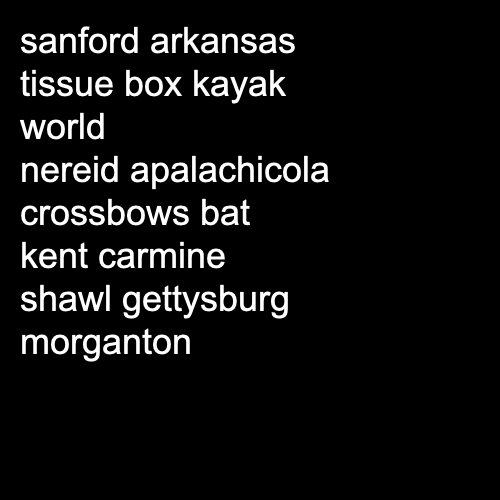 sanford arkansas
tissue box kayak
world
nereid apalachicola
crossbows bat
kent carmine
shawl gettysburg
morganton